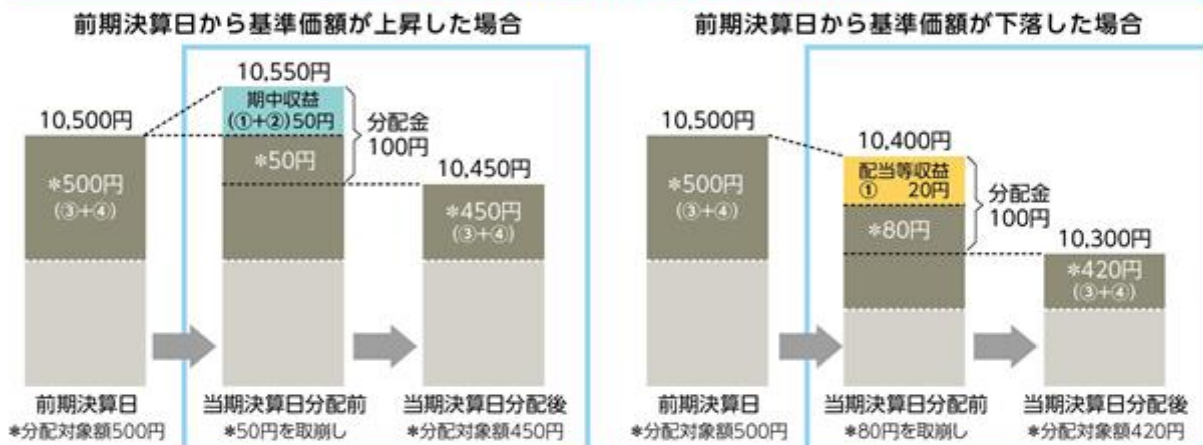 前期決算日から基準価額が上昇した場合
10,500円
*500円
(③+④)
10,550円
期中収益
(①+②)50円
*50円
分配金
100円
10,450円
*450円
(③+④)
前期決算日
*分配対象額500円
当期決算日分配前
*50円を取崩し
当期決算日分配後
*分配対象額450円
前期決算日から基準価額が下落した場合
10,500円
*500円
(③+④)
10,400円
配当等収益
① 20円
*80円
分配金
100円
10,300円
*420円
(③+④)
前期決算日
*分配対象額500円
当期決算日分配前
*80円を取崩し
当期決算日分配後
*分配対象額420円